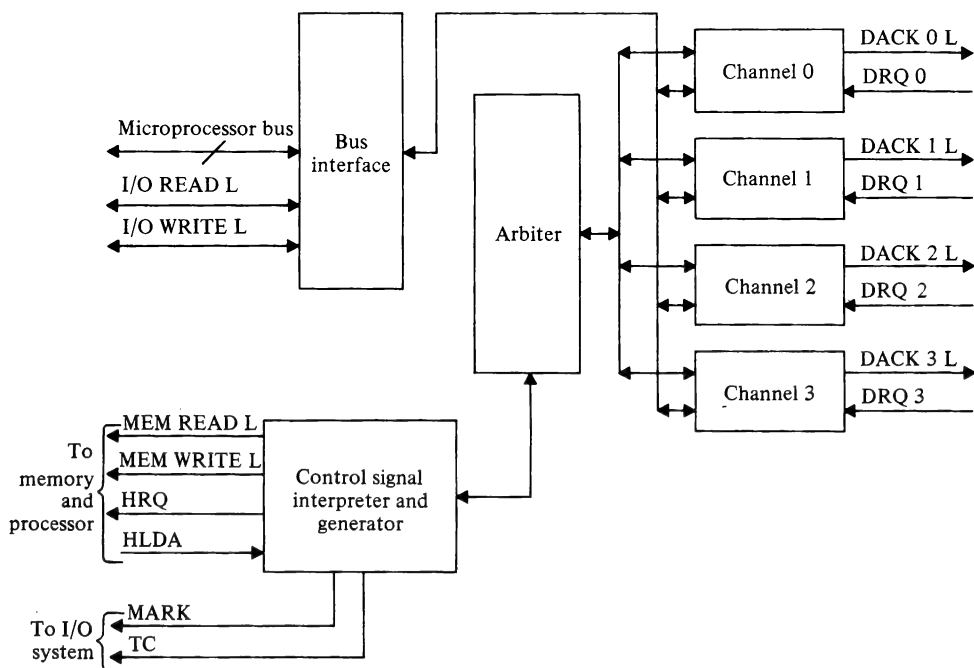 Microprocessor bus
I/O READ L
I/O WRITE L
Bus
interface
Arbiter
Channel 0
DACK 0 L
DRQ 0
Channel 1
DACK 1 L
DRQ 1
Channel 2
DACK 2 L
DRQ 2
Channel 3
DACK 3 L
DRQ 3
To
memory
and
processor
MEM READ L
MEM WRITE L
HRQ
HLDA
Control signal
interpreter and
generator
To I/O
system
MARK
TC